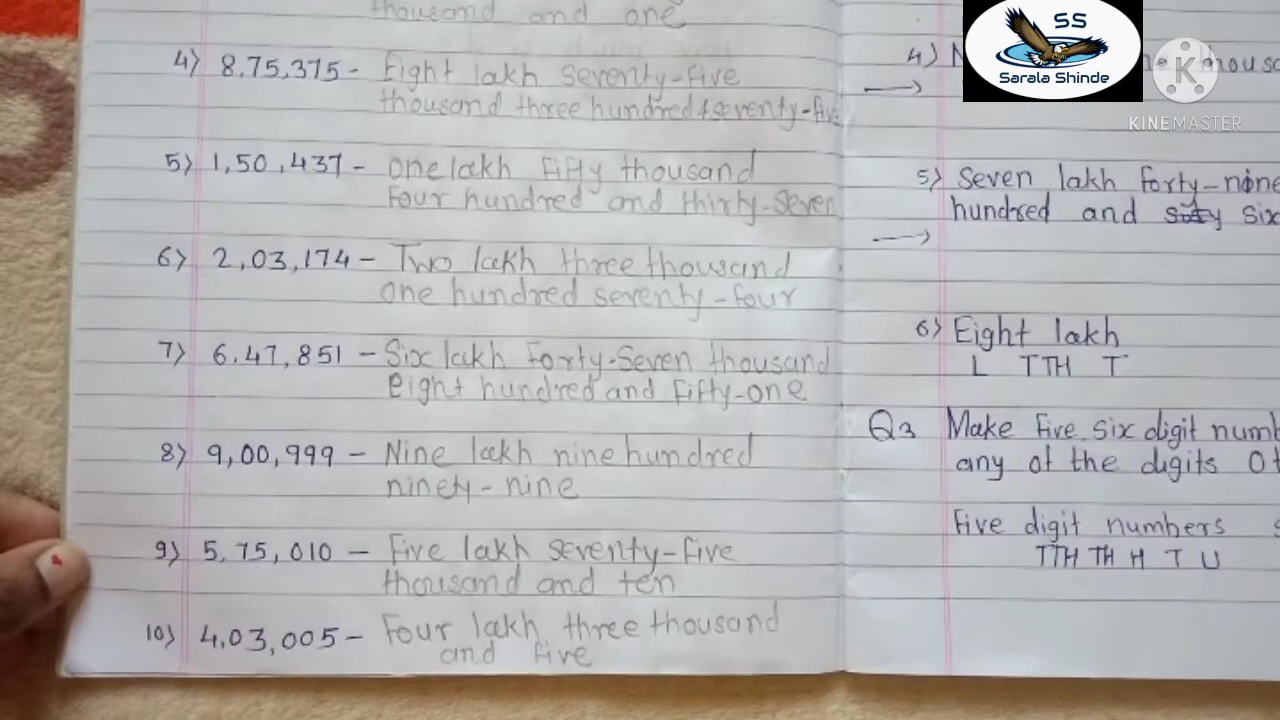 thousand and one
4) 8,75,375 - Eight lakh seventy-five
thousand three hundred & seventy-five
5) 1,50,437 - one lakh fifty thousand
four hundred and thirty-seven
6) 2,03,174 - Two lakh three thousand
one hundred seventy-four
7) 6,47,851 - Six lakh forty-seven thousand
eight hundred and fifty-one
8) 9,00,999 - Nine lakh nine hundred
ninety-nine
9) 5,75,010 - Five lakh seventy-five
thousand and ten
10) 4,03,005 - Four lakh three thousand
and five
4)
5) Seven lakh forty-nine
hundred and six
6) Eight lakh
L TTH T
Q3 Make five, six digit
any of the digits 0
Five digit numbers
TTH TH H T U
SS
Sarala Shinde
K
KINEMASTER